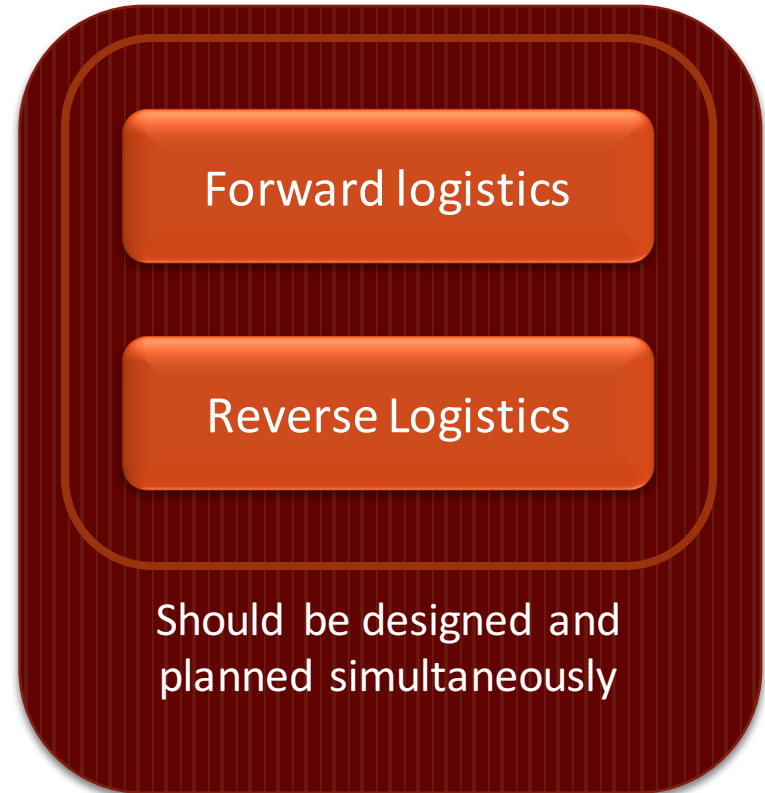 Forward logistics
Reverse Logistics
Should be designed and
planned simultaneously